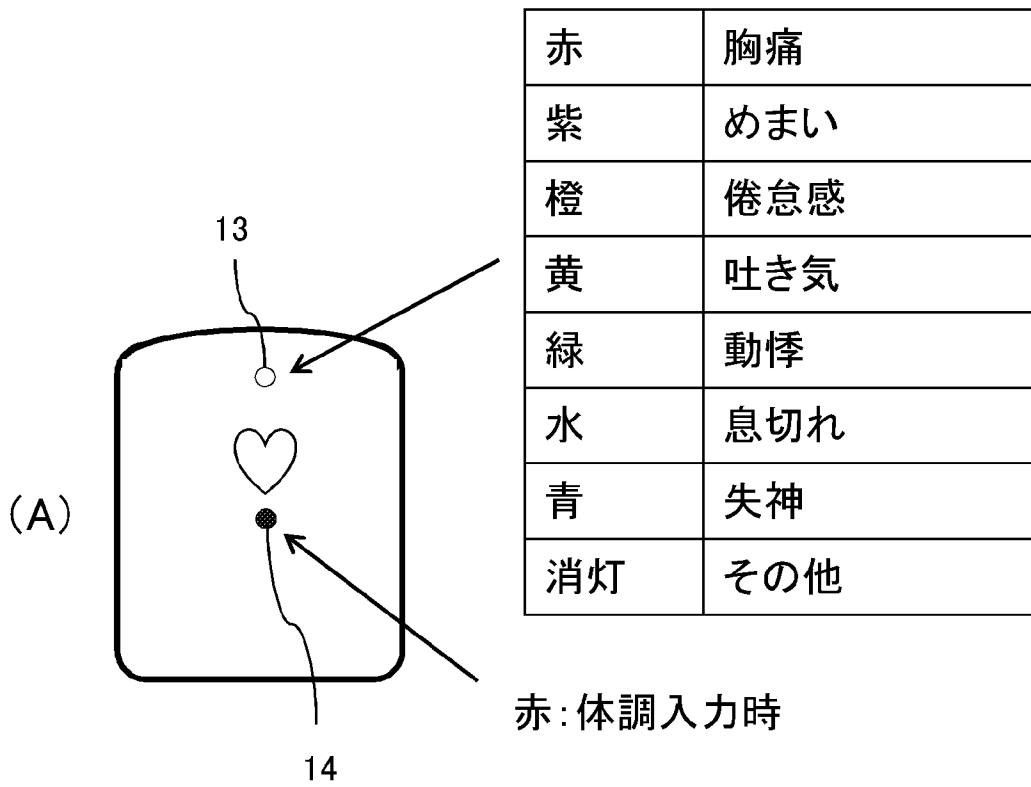 赤 胸痛
紫 めまい
橙 倦怠感
黄 吐き気
緑 動悸
水 息切れ
青 失神
消灯 その他
13
(A)
赤:体調入力時
14